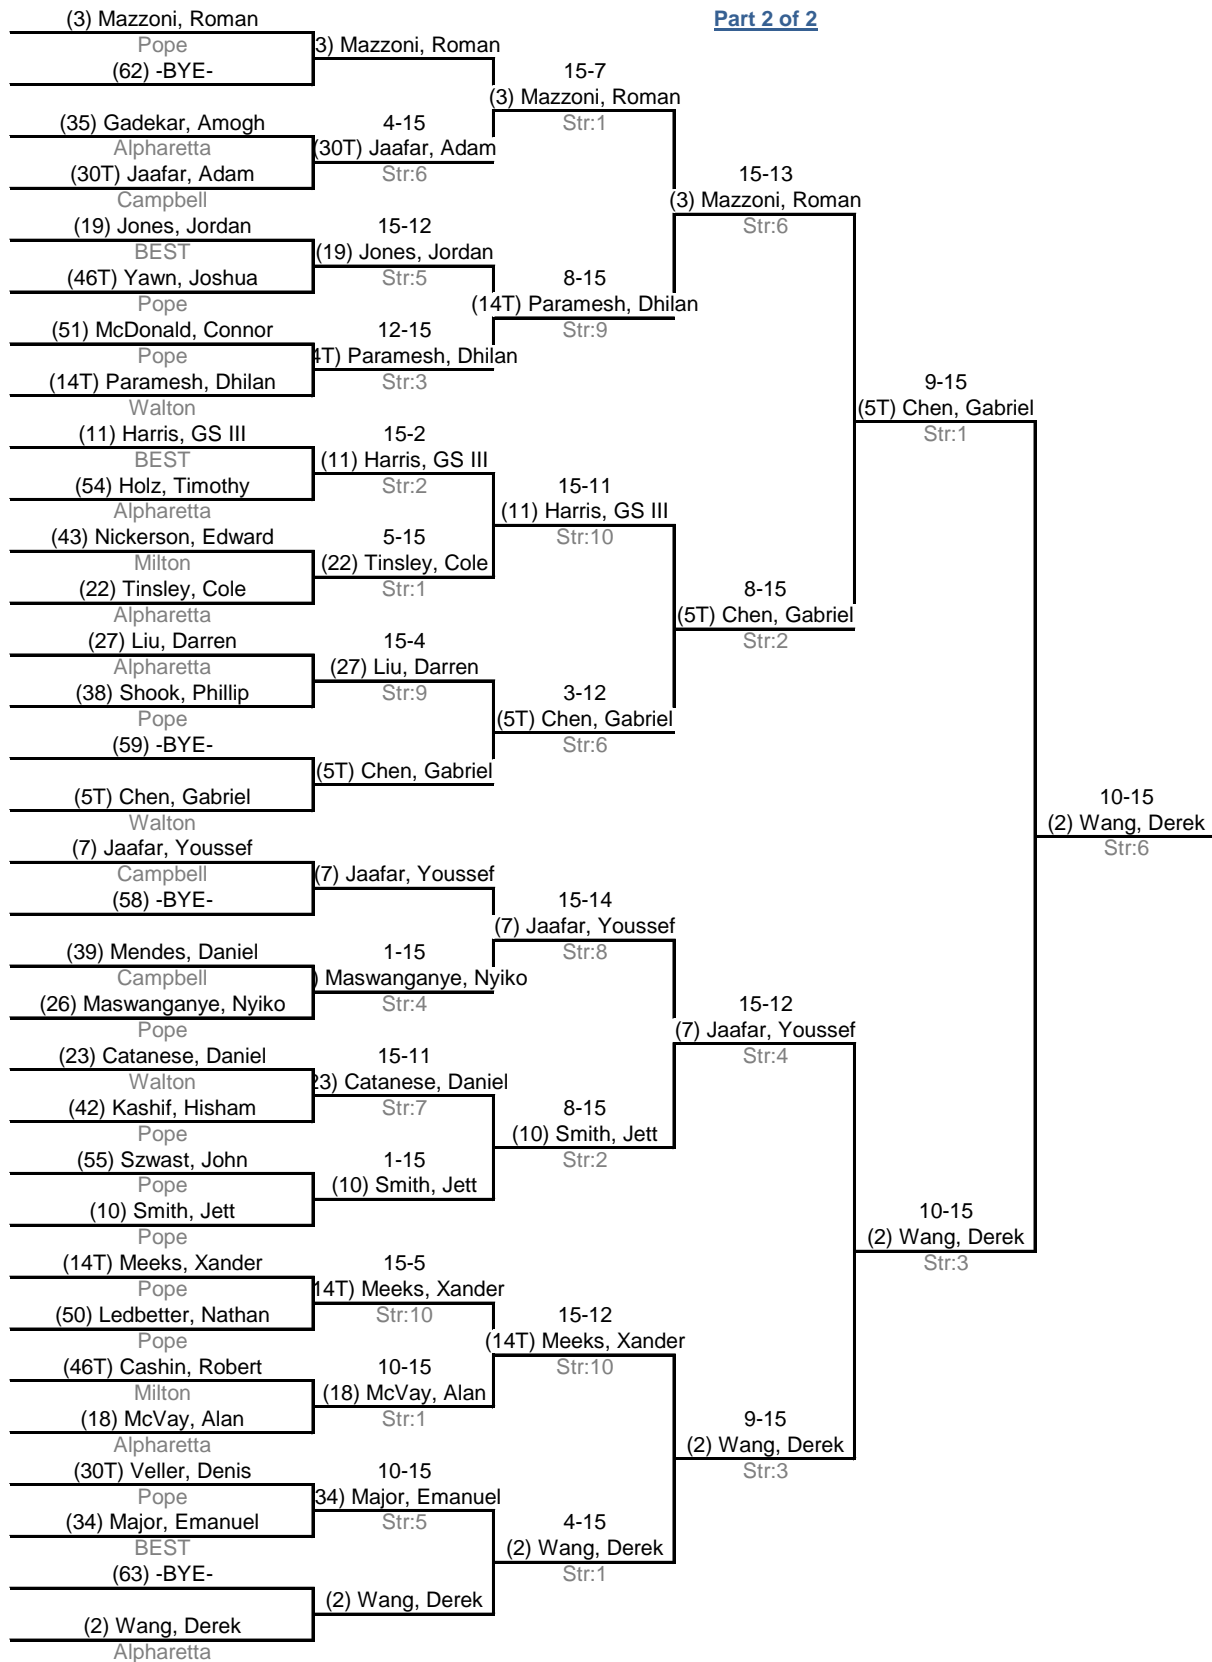 Part 2 of 2
(3) Mazzoni, Roman
Pope
(62) -BYE-
(35) Gadekar, Amogh
Alpharetta
(30T) Jaafar, Adam
Campbell
(19) Jones, Jordan
BEST
(46T) Yawn, Joshua
Pope
(51) McDonald, Connor
Pope
(14T) Paramesh, Dhilan
Walton
(11) Harris, GS III
BEST
(54) Holz, Timothy
Alpharetta
(43) Nickerson, Edward
Milton
(22) Tinsley, Cole
Alpharetta
(27) Liu, Darren
Alpharetta
(38) Shook, Phillip
Pope
(59) -BYE-
(5T) Chen, Gabriel
Walton
(7) Jaafar, Youssef
Campbell
(58) -BYE-
(39) Mendes, Daniel
Campbell
(26) Maswanganye, Nyiko
Pope
(23) Catanese, Daniel
Walton
(42) Kashif, Hisham
Pope
(55) Szwast, John
Pope
(10) Smith, Jett
Pope
(14T) Meeks, Xander
Pope
(50) Ledbetter, Nathan
Pope
(46T) Cashin, Robert
Milton
(18) McVay, Alan
Alpharetta
(30T) Veller, Denis
Pope
(34) Major, Emanuel
BEST
(63) -BYE-
(2) Wang, Derek
Alpharetta
3) Mazzoni, Roman
4-15
(30T) Jaafar, Adam
Str:6
15-12
(19) Jones, Jordan
Str:5
12-15
4T) Paramesh, Dhilan
Str:3
15-2
(11) Harris, GS III
Str:2
5-15
(22) Tinsley, Cole
Str:1
15-4
(27) Liu, Darren
Str:9
(5T) Chen, Gabriel
(7) Jaafar, Youssef
1-15
) Maswanganye, Nyiko
Str:4
15-11
23) Catanese, Daniel
Str:7
1-15
(10) Smith, Jett
15-5
14T) Meeks, Xander
Str:10
10-15
(18) McVay, Alan
Str:1
10-15
34) Major, Emanuel
Str:5
(2) Wang, Derek
15-7
(3) Mazzoni, Roman
Str:1
8-15
(14T) Paramesh, Dhilan
Str:9
15-11
(11) Harris, GS III
Str:10
3-12
(5T) Chen, Gabriel
Str:6
15-14
(7) Jaafar, Youssef
Str:8
8-15
(10) Smith, Jett
Str:2
15-12
(14T) Meeks, Xander
Str:10
4-15
(2) Wang, Derek
Str:1
15-13
(3) Mazzoni, Roman
Str:6
8-15
(5T) Chen, Gabriel
Str:2
15-12
(7) Jaafar, Youssef
Str:4
9-15
(2) Wang, Derek
Str:3
9-15
(5T) Chen, Gabriel
Str:1
10-15
(2) Wang, Derek
Str:3
10-15
(2) Wang, Derek
Str:6